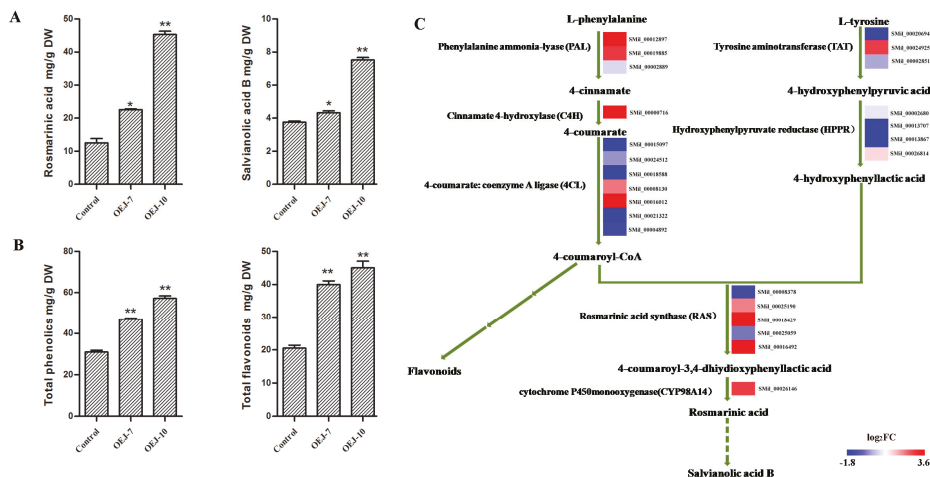 A
Rosmarinic acid mg/g DW
60
40
20
0
Control
OEJ-7
OEJ-10
*
**
Salvianolic acid B mg/g DW
10
8
6
4
2
0
Control
OEJ-7
OEJ-10
*
**
B
Total phenolics mg/g DW
80
60
40
20
0
Control
OEJ-7
OEJ-10
**
**
Total flavonoids mg/g DW
60
40
20
0
Control
OEJ-7
OEJ-10
**
**
C
L-phenylalanine
Phenylalanine ammonia-lyase (PAL)
SMil_00012897
SMil_00019885
SMil_00002889
4-cinnamate
Cinnamate 4-hydroxylase (C4H)
SMil_00000716
4-coumarate
4-coumarate: coenzyme A ligase (4CL)
SMil_00015097
SMil_00024512
SMil_00018588
SMil_00008130
SMil_00016012
SMil_00021322
SMil_00004892
4-coumaroyl-CoA
Flavonoids
L-tyrosine
Tyrosine aminotransferase (TAT)
SMil_00020694
SMil_00024925
SMil_00002851
4-hydroxyphenylpyruvic acid
Hydroxyphenylpyruvate reductase (HPPR)
SMil_00002680
SMil_00013707
SMil_00013867
SMil_00026814
4-hydroxyphenyllactic acid
Rosmarinic acid synthase (RAS)
SMil_00008378
SMil_00025190
SMil_00025059
SMil_00016492
4-coumaroyl-3,4-dhiydioxyphenyllactic acid
cytochrome P450monooxygenase(CYP98A14)
SMil_00026146
Rosmarinic acid
Salvianolic acid B
log2FC
-1.8
3.6